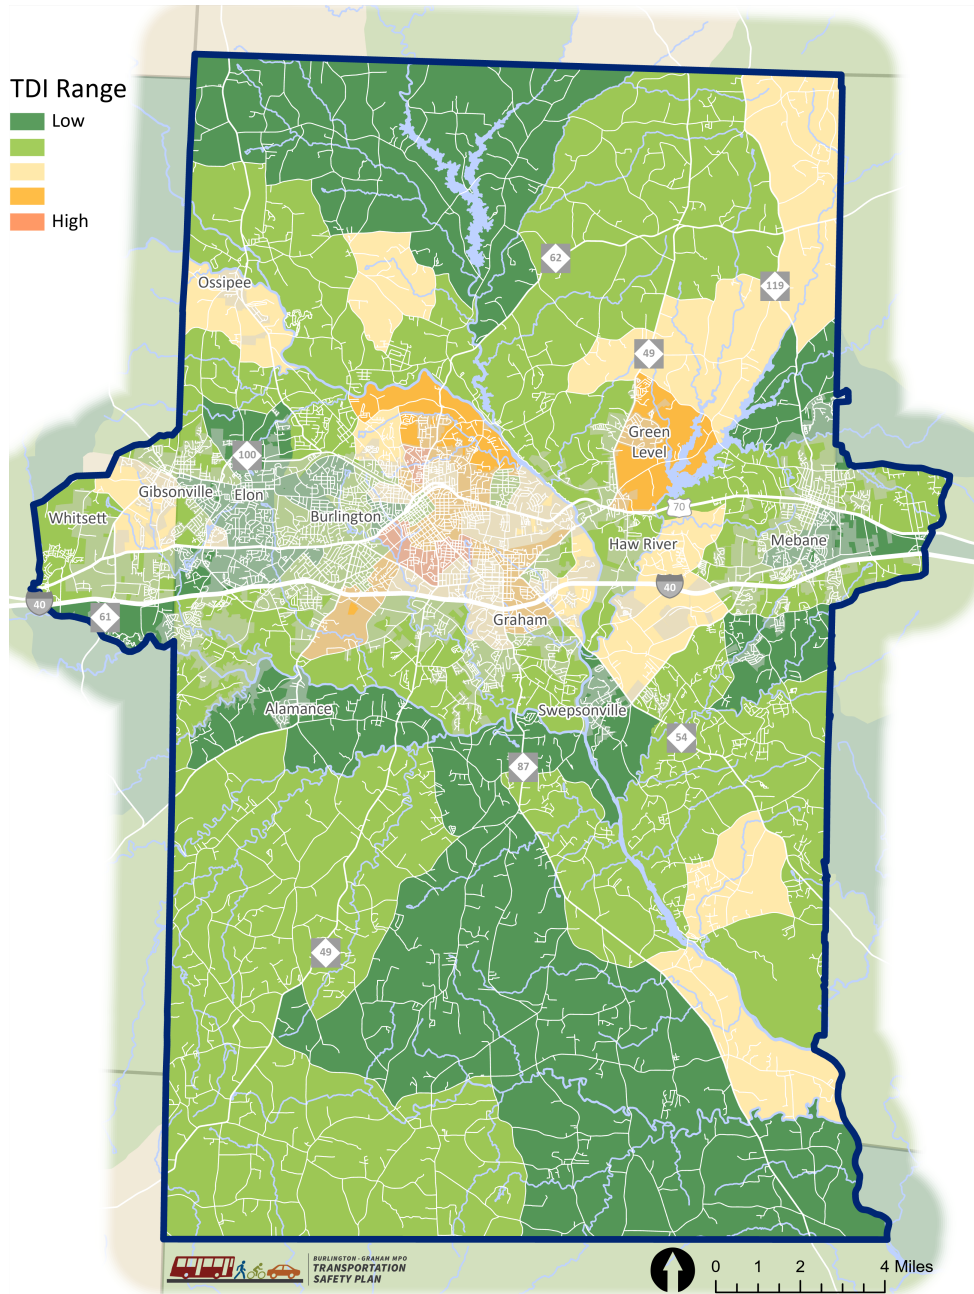 TDI Range
Low
High
62
119
Ossipee
49
Green
Level
100
Gibsonville
Elon
Whitsett
Burlington
70
Haw River
Mebane
40
40
61
Graham
Alamance
Swepsonville
54
87
49
BURLINGTON - GRAHAM MPO
TRANSPORTATION
SAFETY PLAN
0 1 2 4 Miles